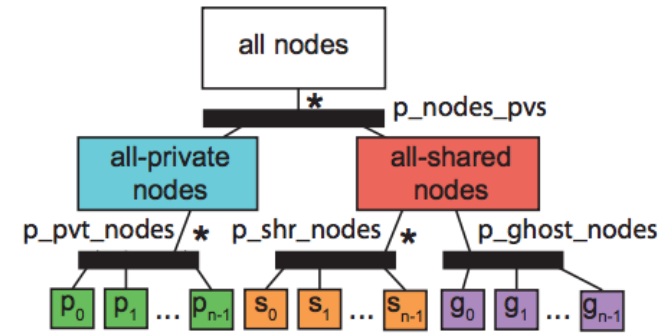 all nodes
*
p_nodes_pvs
all-private
nodes
all-shared
nodes
p_pvt_nodes * p_shr_nodes * p_ghost_nodes
p₀ p₁ ... pₙ₋₁ s₀ s₁ ... sₙ₋₁ g₀ g₁ ... gₙ₋₁